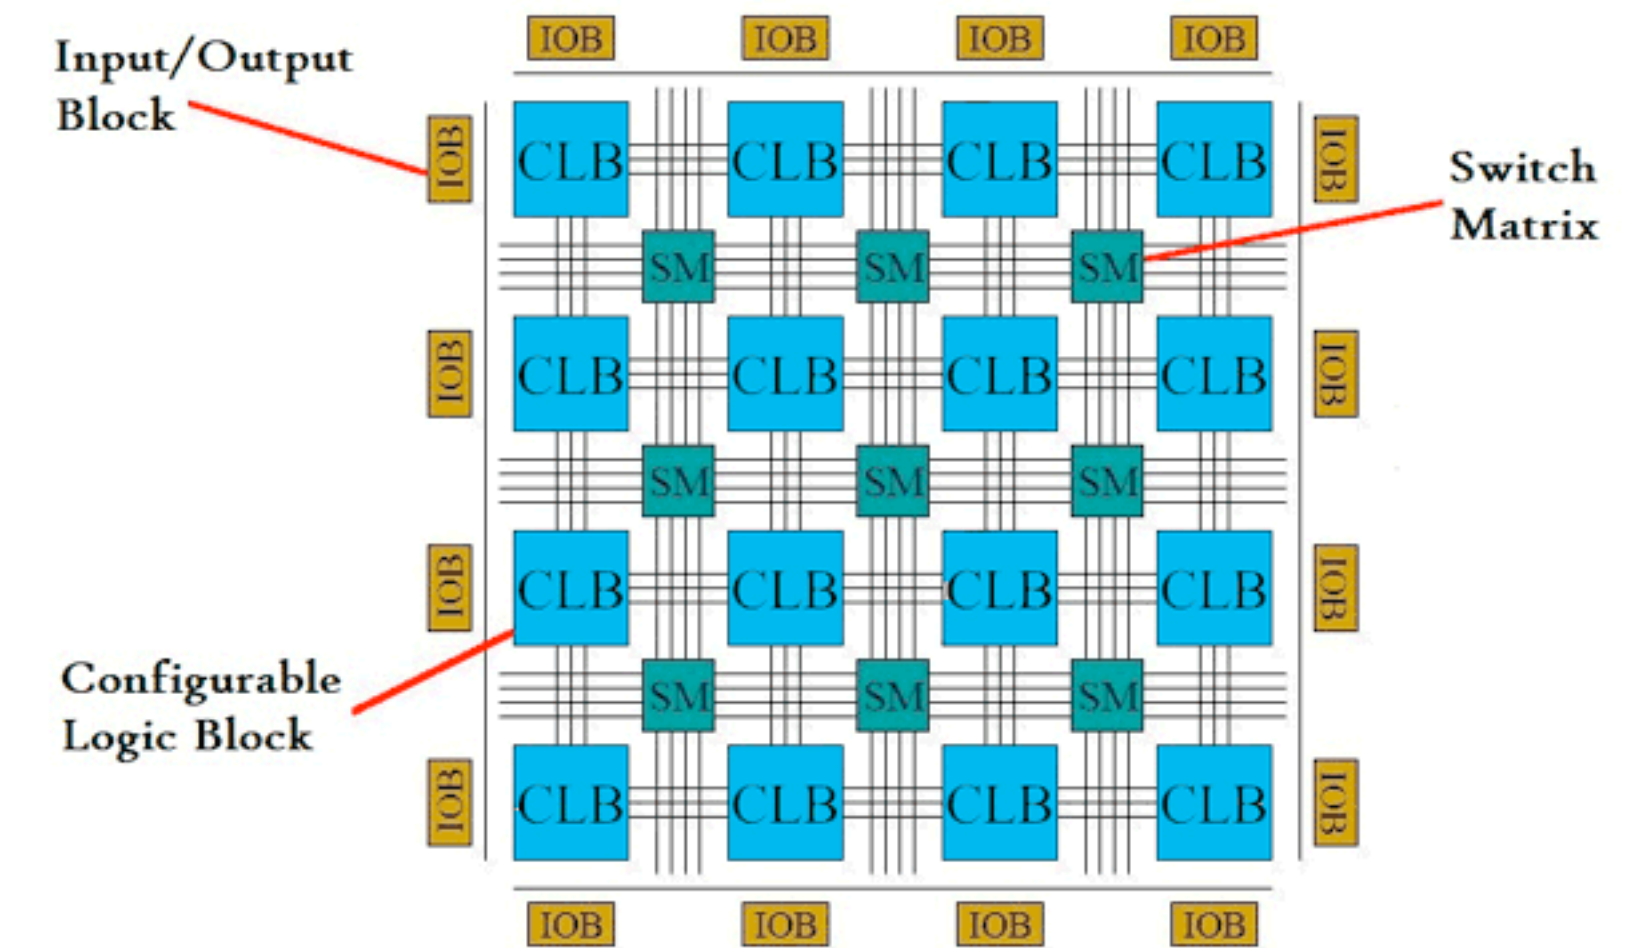 IOB IOB IOB IOB
Input/Output
Block
IOB CLB CLB CLB CLB IOB
Switch
Matrix
SM SM SM
IOB CLB CLB CLB CLB IOB
SM SM SM
IOB CLB CLB CLB CLB IOB
Configurable
Logic Block
SM SM SM
IOB CLB CLB CLB CLB IOB
IOB IOB IOB IOB